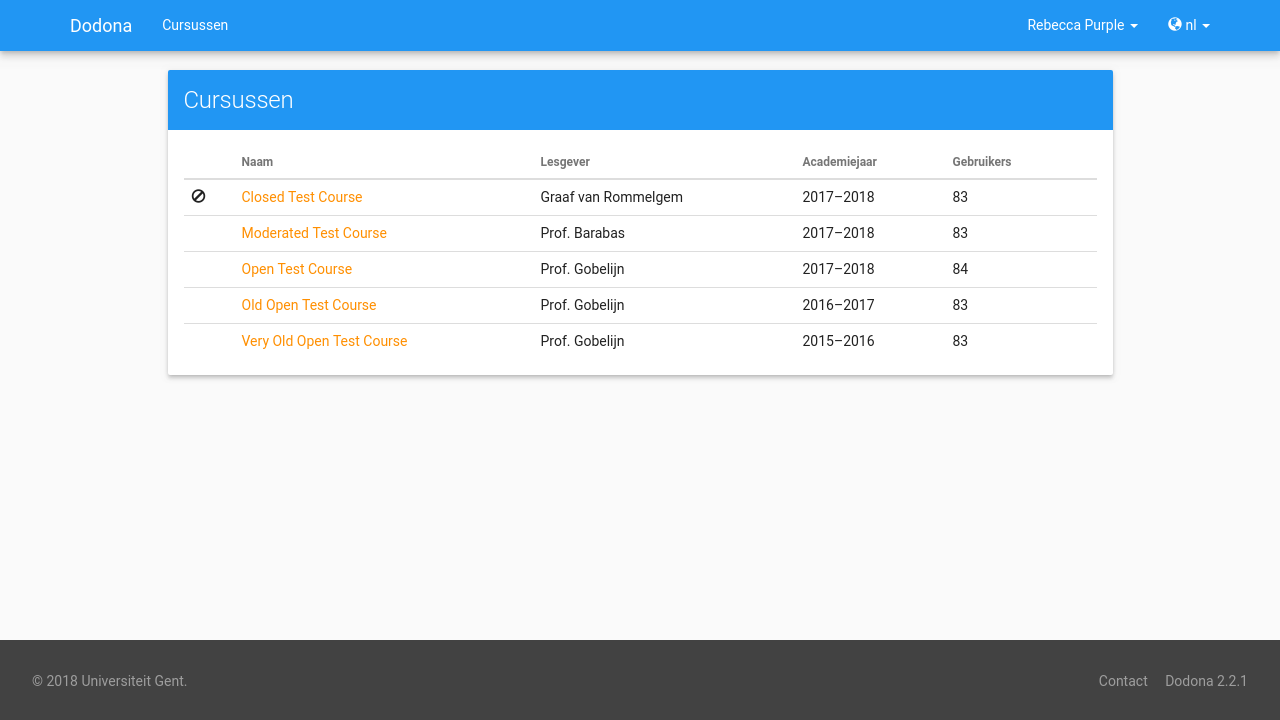 Dodona Cursussen Rebecca Purple nl
Cursussen
Naam Lesgever Academiejaar Gebruikers
Closed Test Course Graaf van Rommelgem 2017–2018 83
Moderated Test Course Prof. Barabas 2017–2018 83
Open Test Course Prof. Gobelijn 2017–2018 84
Old Open Test Course Prof. Gobelijn 2016–2017 83
Very Old Open Test Course Prof. Gobelijn 2015–2016 83
© 2018 Universiteit Gent. Contact Dodona 2.2.1